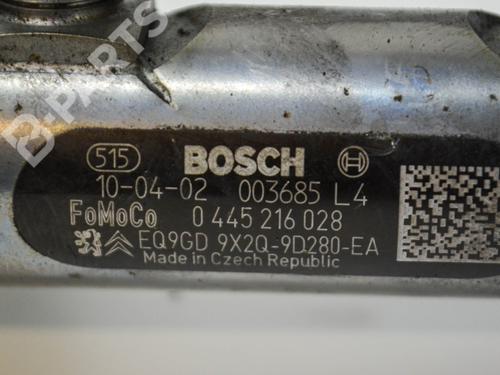 B-PARTS
515 BOSCH
10-04-02 003685 L4
FoMoCo 0 445 216 028
EQ9GD 9X2Q-9D280-EA
Made in Czech Republic